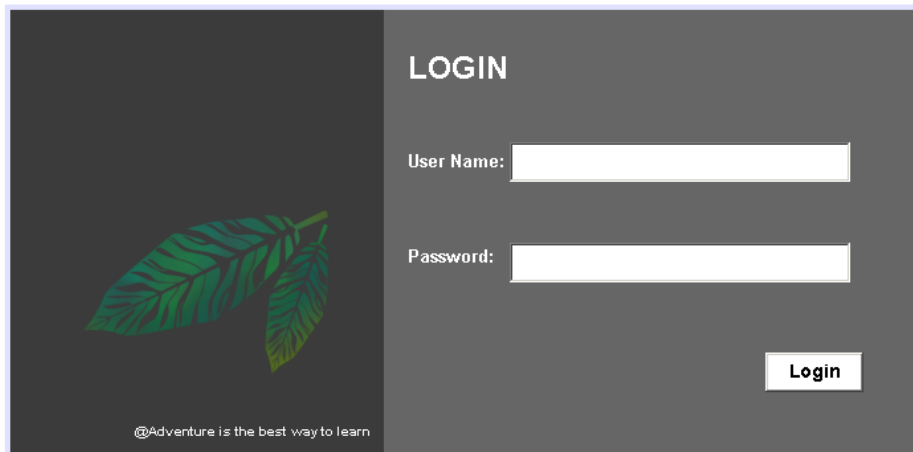 LOGIN
User Name:
Password:
Login
@Adventure is the best way to learn